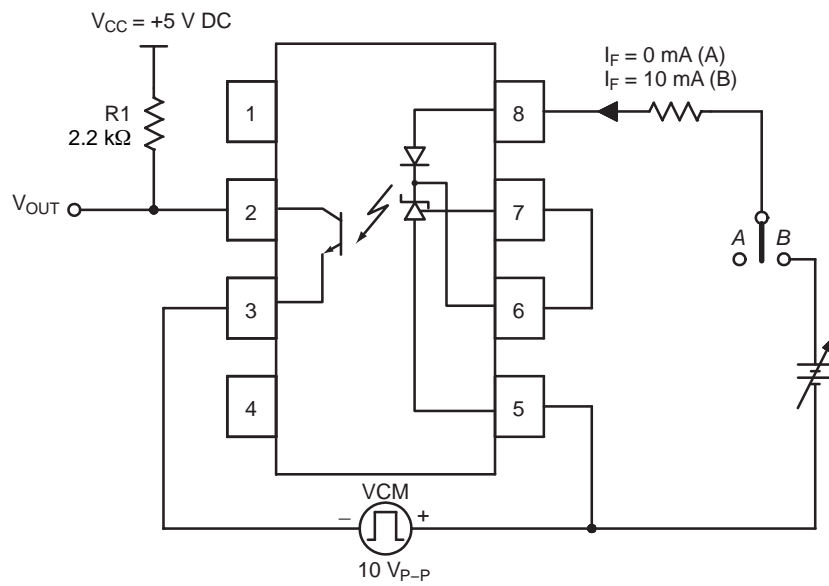 V_CC = +5 V DC
R1
2.2 kΩ
V_OUT
1
2
3
4
8
7
6
5
I_F = 0 mA (A)
I_F = 10 mA (B)
A
B
VCM
– +
10 V_P–P